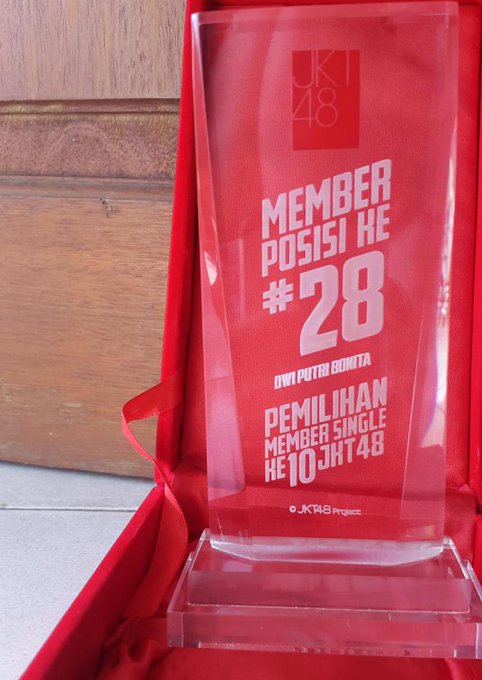 JKT
48
MEMBER
POSISI KE
#28
DWI PUTRI BONITA
PEMILIHAN
MEMBER SINGLE
KE 10 JKT48
© JKT48 Project